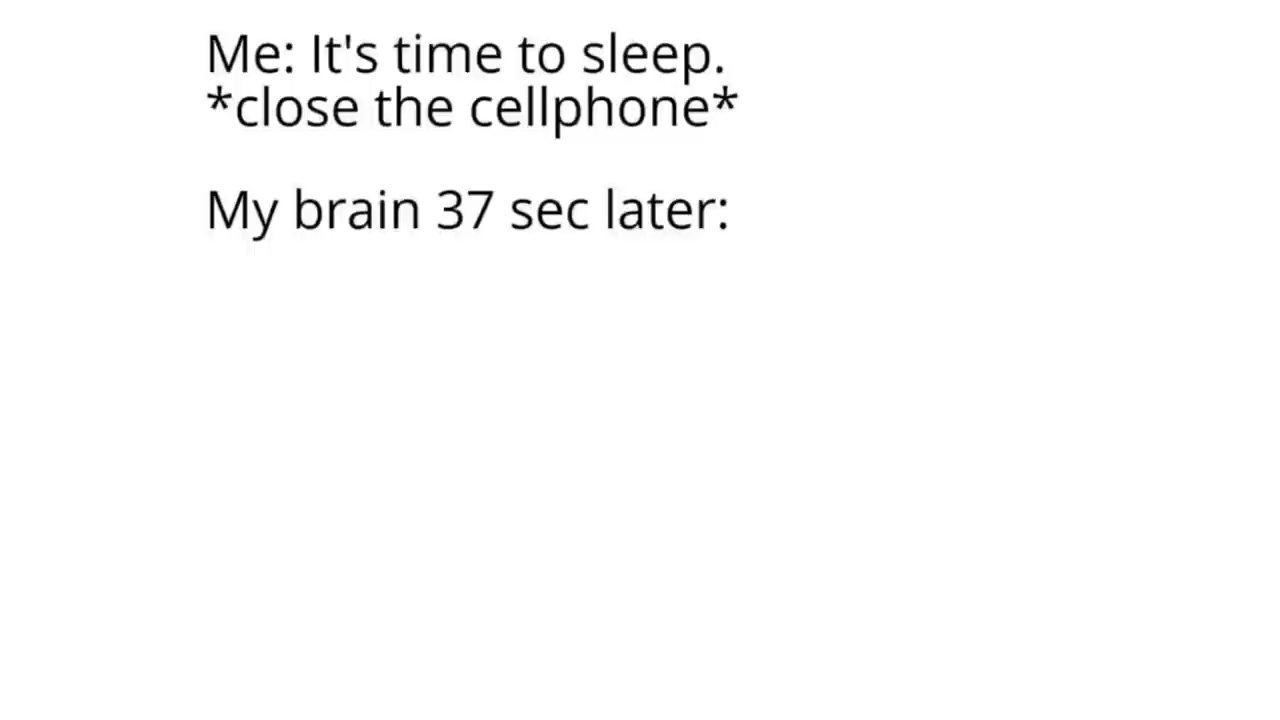 Me: It's time to sleep.
*close the cellphone*
My brain 37 sec later: